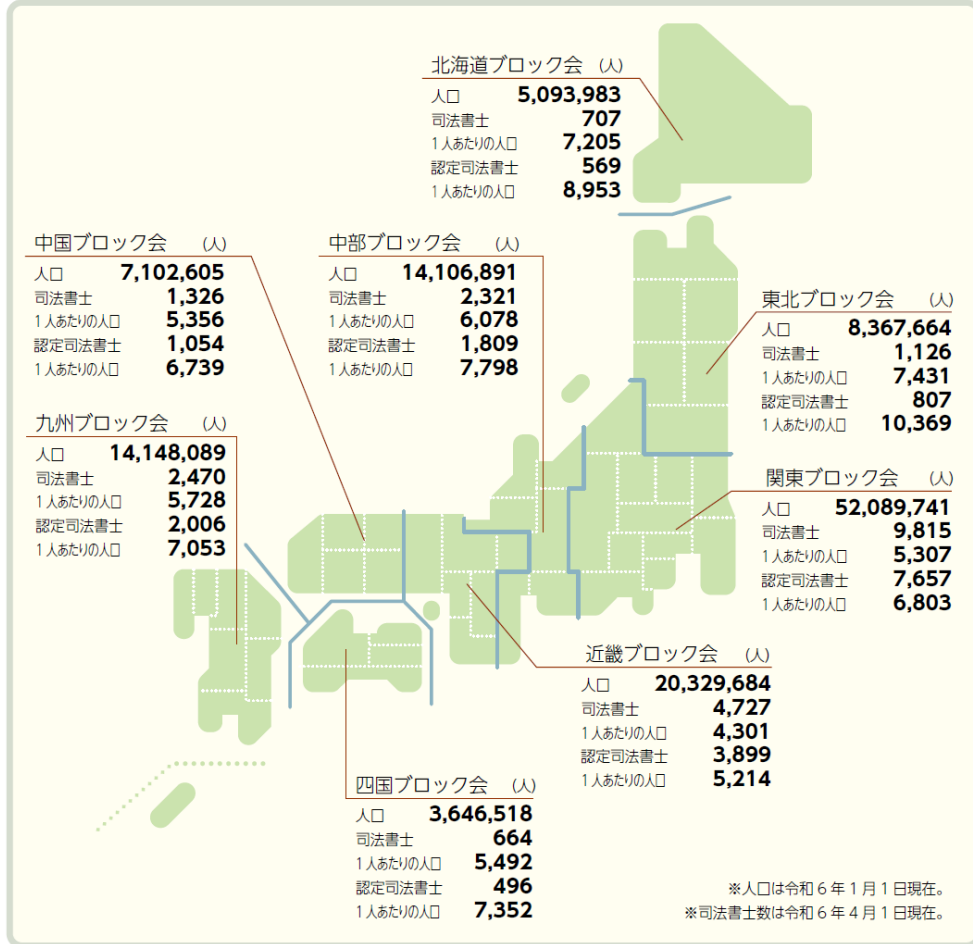 北海道ブロック会 (人)
人口 5,093,983
司法書士 707
1人あたりの人口 7,205
認定司法書士 569
1人あたりの人口 8,953
中国ブロック会 (人)
人口 7,102,605
司法書士 1,326
1人あたりの人口 5,356
認定司法書士 1,054
1人あたりの人口 6,739
中部ブロック会 (人)
人口 14,106,891
司法書士 2,321
1人あたりの人口 6,078
認定司法書士 1,809
1人あたりの人口 7,798
東北ブロック会 (人)
人口 8,367,664
司法書士 1,126
1人あたりの人口 7,431
認定司法書士 807
1人あたりの人口 10,369
九州ブロック会 (人)
人口 14,148,089
司法書士 2,470
1人あたりの人口 5,728
認定司法書士 2,006
1人あたりの人口 7,053
関東ブロック会 (人)
人口 52,089,741
司法書士 9,815
1人あたりの人口 5,307
認定司法書士 7,657
1人あたりの人口 6,803
近畿ブロック会 (人)
人口 20,329,684
司法書士 4,727
1人あたりの人口 4,301
認定司法書士 3,899
1人あたりの人口 5,214
四国ブロック会 (人)
人口 3,646,518
司法書士 664
1人あたりの人口 5,492
認定司法書士 496
1人あたりの人口 7,352
※人口は令和6年1月1日現在。
※司法書士数は令和6年4月1日現在。